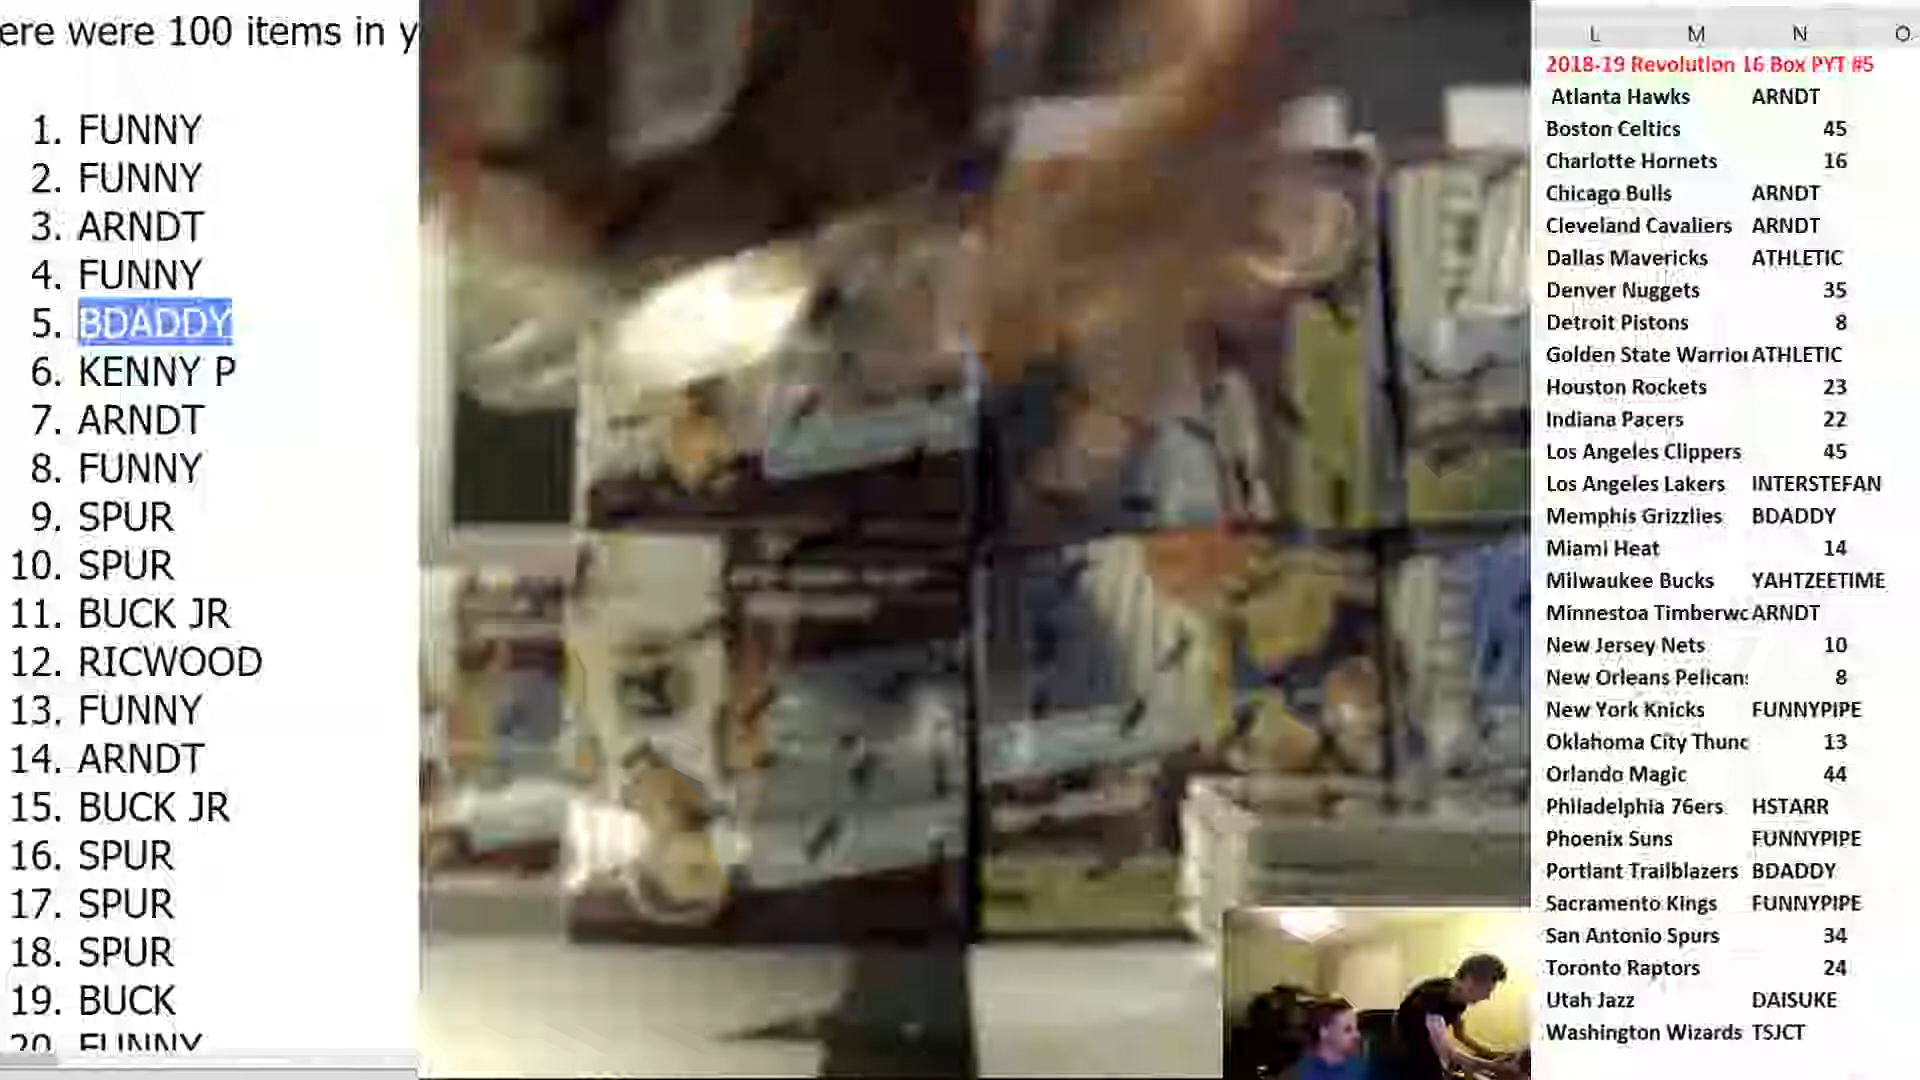 ere were 100 items in y
1. FUNNY
2. FUNNY
3. ARNDT
4. FUNNY
5. BDADDY
6. KENNY P
7. ARNDT
8. FUNNY
9. SPUR
10. SPUR
11. BUCK JR
12. RICWOOD
13. FUNNY
14. ARNDT
15. BUCK JR
16. SPUR
17. SPUR
18. SPUR
19. BUCK
20. FUNNY
L M N O
2018-19 Revolution 16 Box PYT #5
Atlanta Hawks ARNDT
Boston Celtics 45
Charlotte Hornets 16
Chicago Bulls ARNDT
Cleveland Cavaliers ARNDT
Dallas Mavericks ATHLETIC
Denver Nuggets 35
Detroit Pistons 8
Golden State Warrior ATHLETIC
Houston Rockets 23
Indiana Pacers 22
Los Angeles Clippers 45
Los Angeles Lakers INTERSTEFAN
Memphis Grizzlies BDADDY
Miami Heat 14
Milwaukee Bucks YAHTZEETIME
Minnestoa Timberwo ARNDT
New Jersey Nets 10
New Orleans Pelicans 8
New York Knicks FUNNYPIPE
Oklahoma City Thunc 13
Orlando Magic 44
Philadelphia 76ers HSTARR
Phoenix Suns FUNNYPIPE
Portlant Trailblazers BDADDY
Sacramento Kings FUNNYPIPE
San Antonio Spurs 34
Toronto Raptors 24
Utah Jazz DAISUKE
Washington Wizards TSJCT